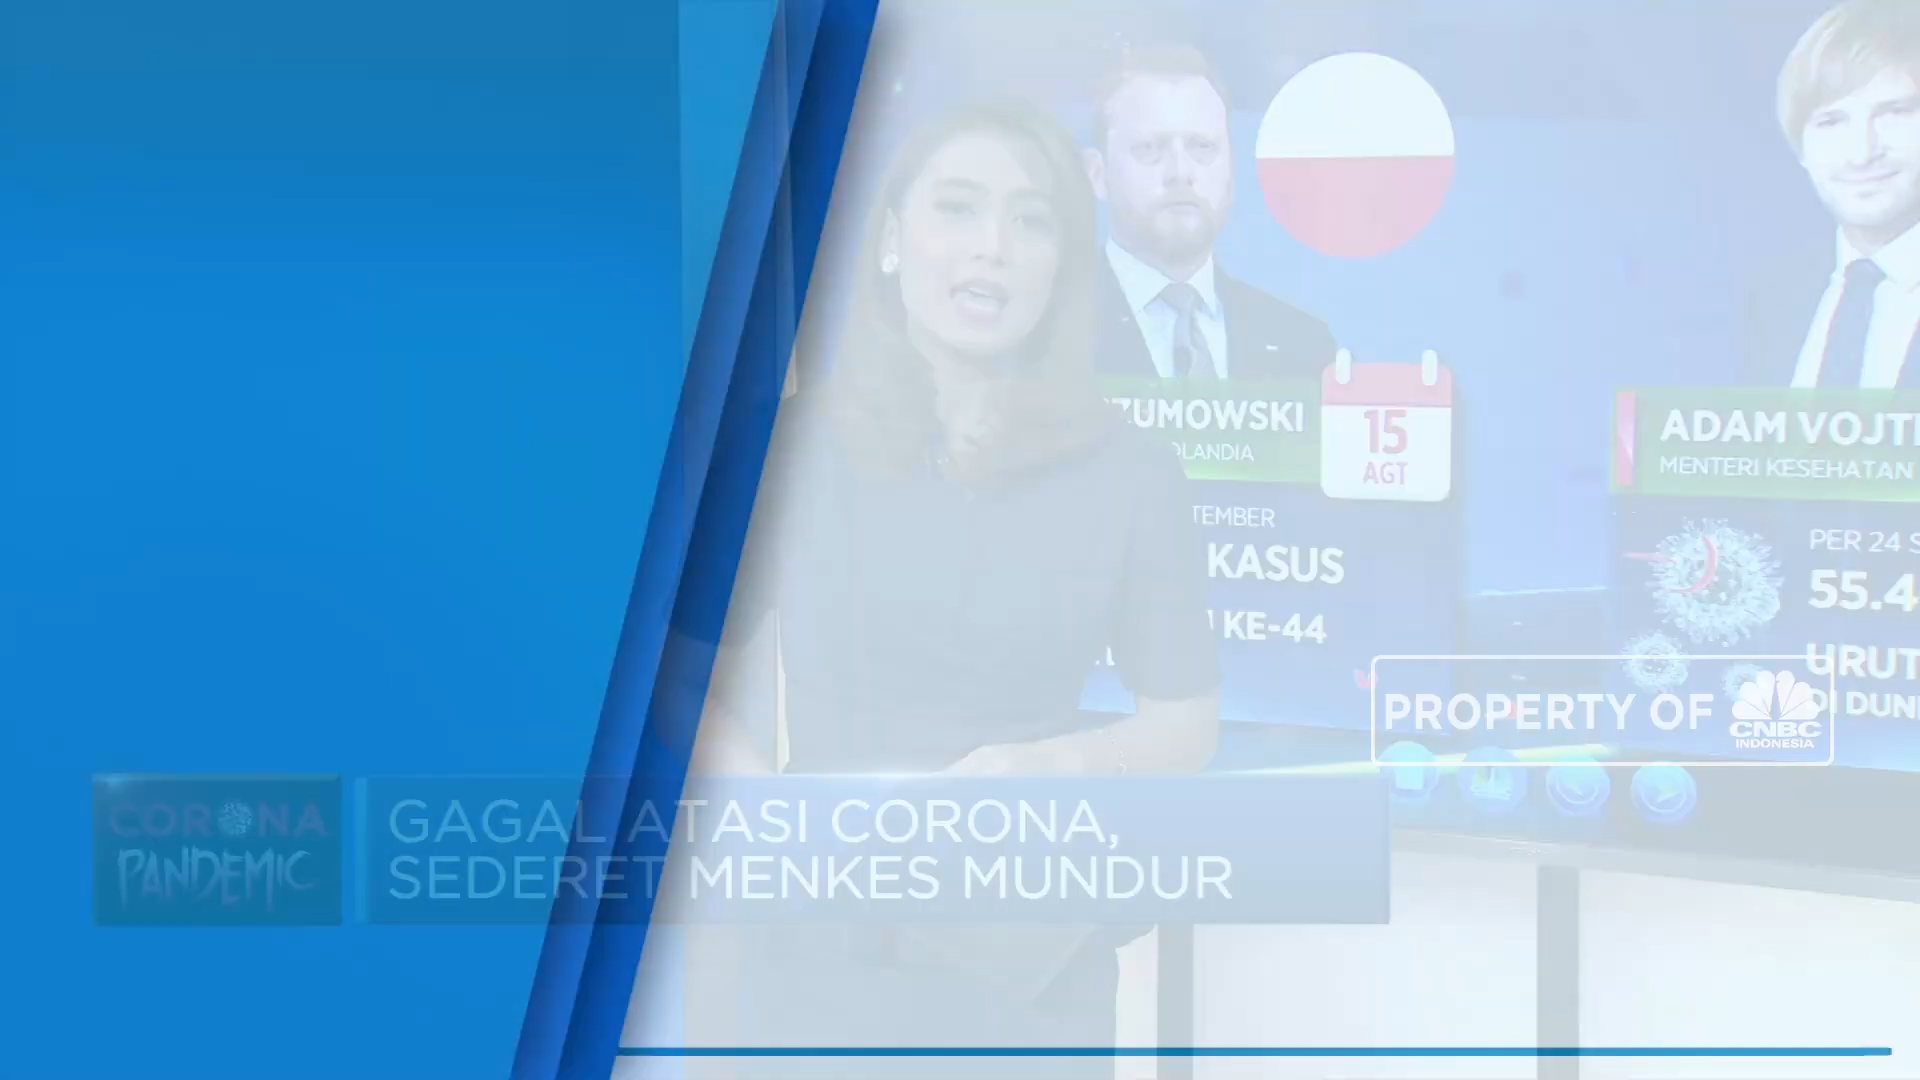 ZUMOWSKI
OLANDIA
15
AGT
TEMBER
KASUS
KE-44
ADAM VOJT
MENTERI KESEHATAN
PER 24 S
55.4
URUT
DI DUN
PROPERTY OF
CNBC
INDONESIA
CORONA
PANDEMIC
GAGAL ATASI CORONA,
SEDERET MENKES MUNDUR